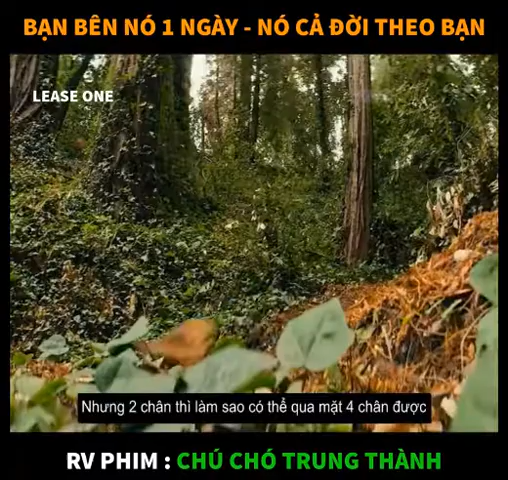 BẠN BÊN NÓ 1 NGÀY - NÓ CẢ ĐỜI THEO BẠN
LEASE ONE
Nhưng 2 chân thì làm sao có thể qua mặt 4 chân được
RV PHIM : CHÚ CHÓ TRUNG THÀNH